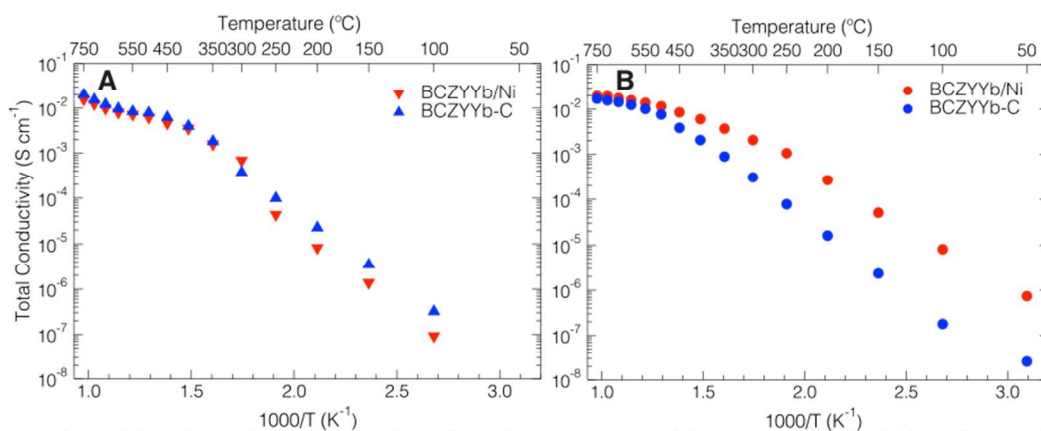 Temperature (°C)
750 550 450 350 300 250 200 150 100 50
A
BCZYYb/Ni
BCZYYb-C
Total Conductivity (S cm⁻¹)
10⁻¹
10⁻²
10⁻³
10⁻⁴
10⁻⁵
10⁻⁶
10⁻⁷
10⁻⁸
1.0 1.5 2.0 2.5 3.0
1000/T (K⁻¹)
Temperature (°C)
750 550 450 350 300 250 200 150 100 50
B
BCZYYb/Ni
BCZYYb-C
10⁻¹
10⁻²
10⁻³
10⁻⁴
10⁻⁵
10⁻⁶
10⁻⁷
10⁻⁸
1.0 1.5 2.0 2.5 3.0
1000/T (K⁻¹)